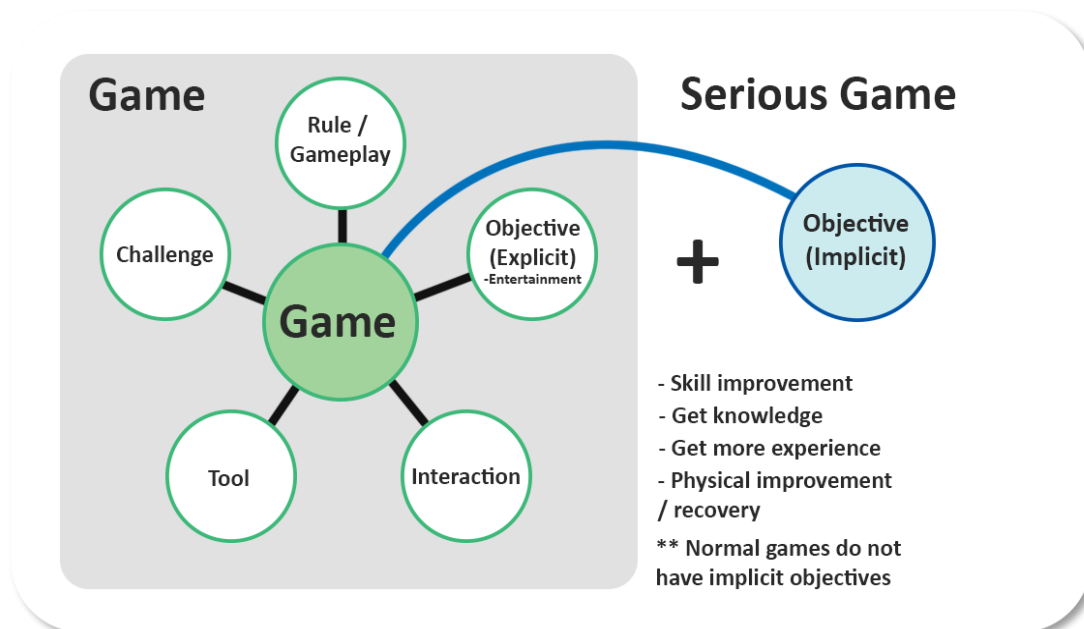 Game
Serious Game
Rule /
Gameplay
Challenge
Objective
(Explicit)
-Entertainment
Game
Tool
Interaction
+
Objective
(Implicit)
- Skill improvement
- Get knowledge
- Get more experience
- Physical improvement
/ recovery
** Normal games do not
have implicit objectives